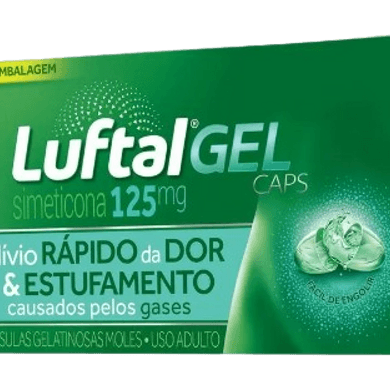 MBALAGEM
Luftal® GEL
CAPS
simeticona 125mg
lívio RÁPIDO da DOR
& ESTUFAMENTO
causados pelos gases
FÁCIL DE ENGOLIR
SULAS GELATINOSAS MOLES • USO ADULTO